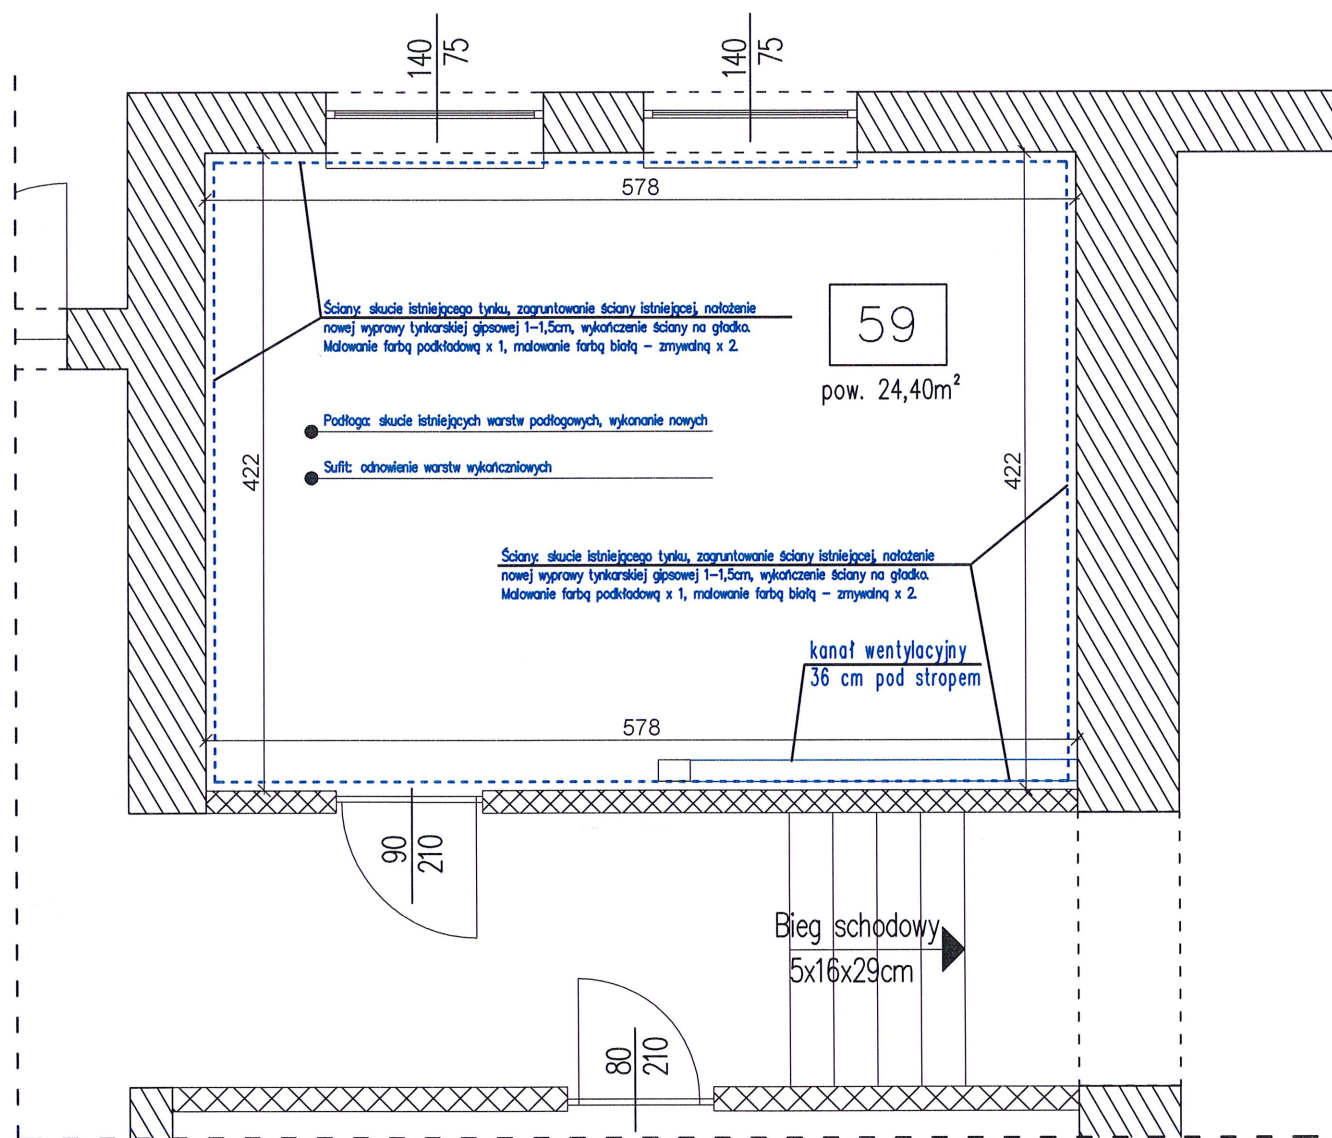 140
75
140
75
578
Ściany: skucie istniejącego tynku, zagruntowanie ściany istniejącej, nałożenie
nowej wyprawy tynkarskiej gipsowej 1-1,5cm, wykończenie ściany na gładko.
Malowanie farbą podkładową x 1, malowanie farbą białą - zmywalną x 2.
59
pow. 24,40m²
Podłoga: skucie istniejących warstw podłogowych, wykonanie nowych
Sufit: odnowienie warstw wykończniowych
422
422
Ściany: skucie istniejącego tynku, zagruntowanie ściany istniejącej, nałożenie
nowej wyprawy tynkarskiej gipsowej 1-1,5cm, wykończenie ściany na gładko.
Malowanie farbą podkładową x 1, malowanie farbą białą - zmywalną x 2.
kanał wentylacyjny
36 cm pod stropem
578
90
210
Bieg schodowy
5x16x29cm
80
210